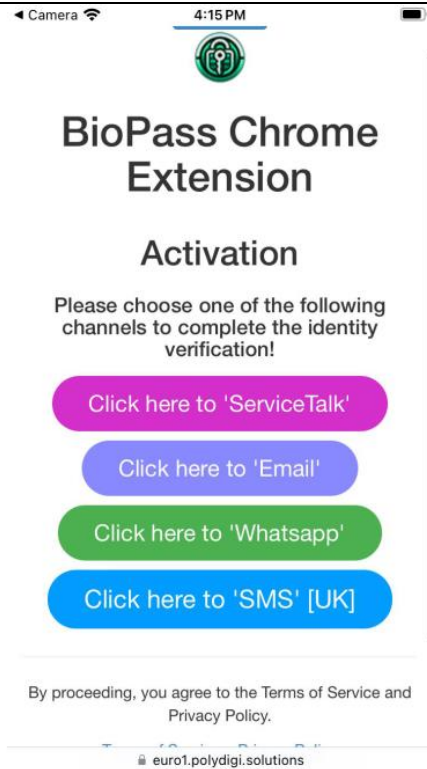 ◄ Camera
4:15 PM
BioPass Chrome
Extension
Activation
Please choose one of the following
channels to complete the identity
verification!
Click here to 'ServiceTalk'
Click here to 'Email'
Click here to 'Whatsapp'
Click here to 'SMS' [UK]
By proceeding, you agree to the Terms of Service and
Privacy Policy.
euro1.polydigi.solutions